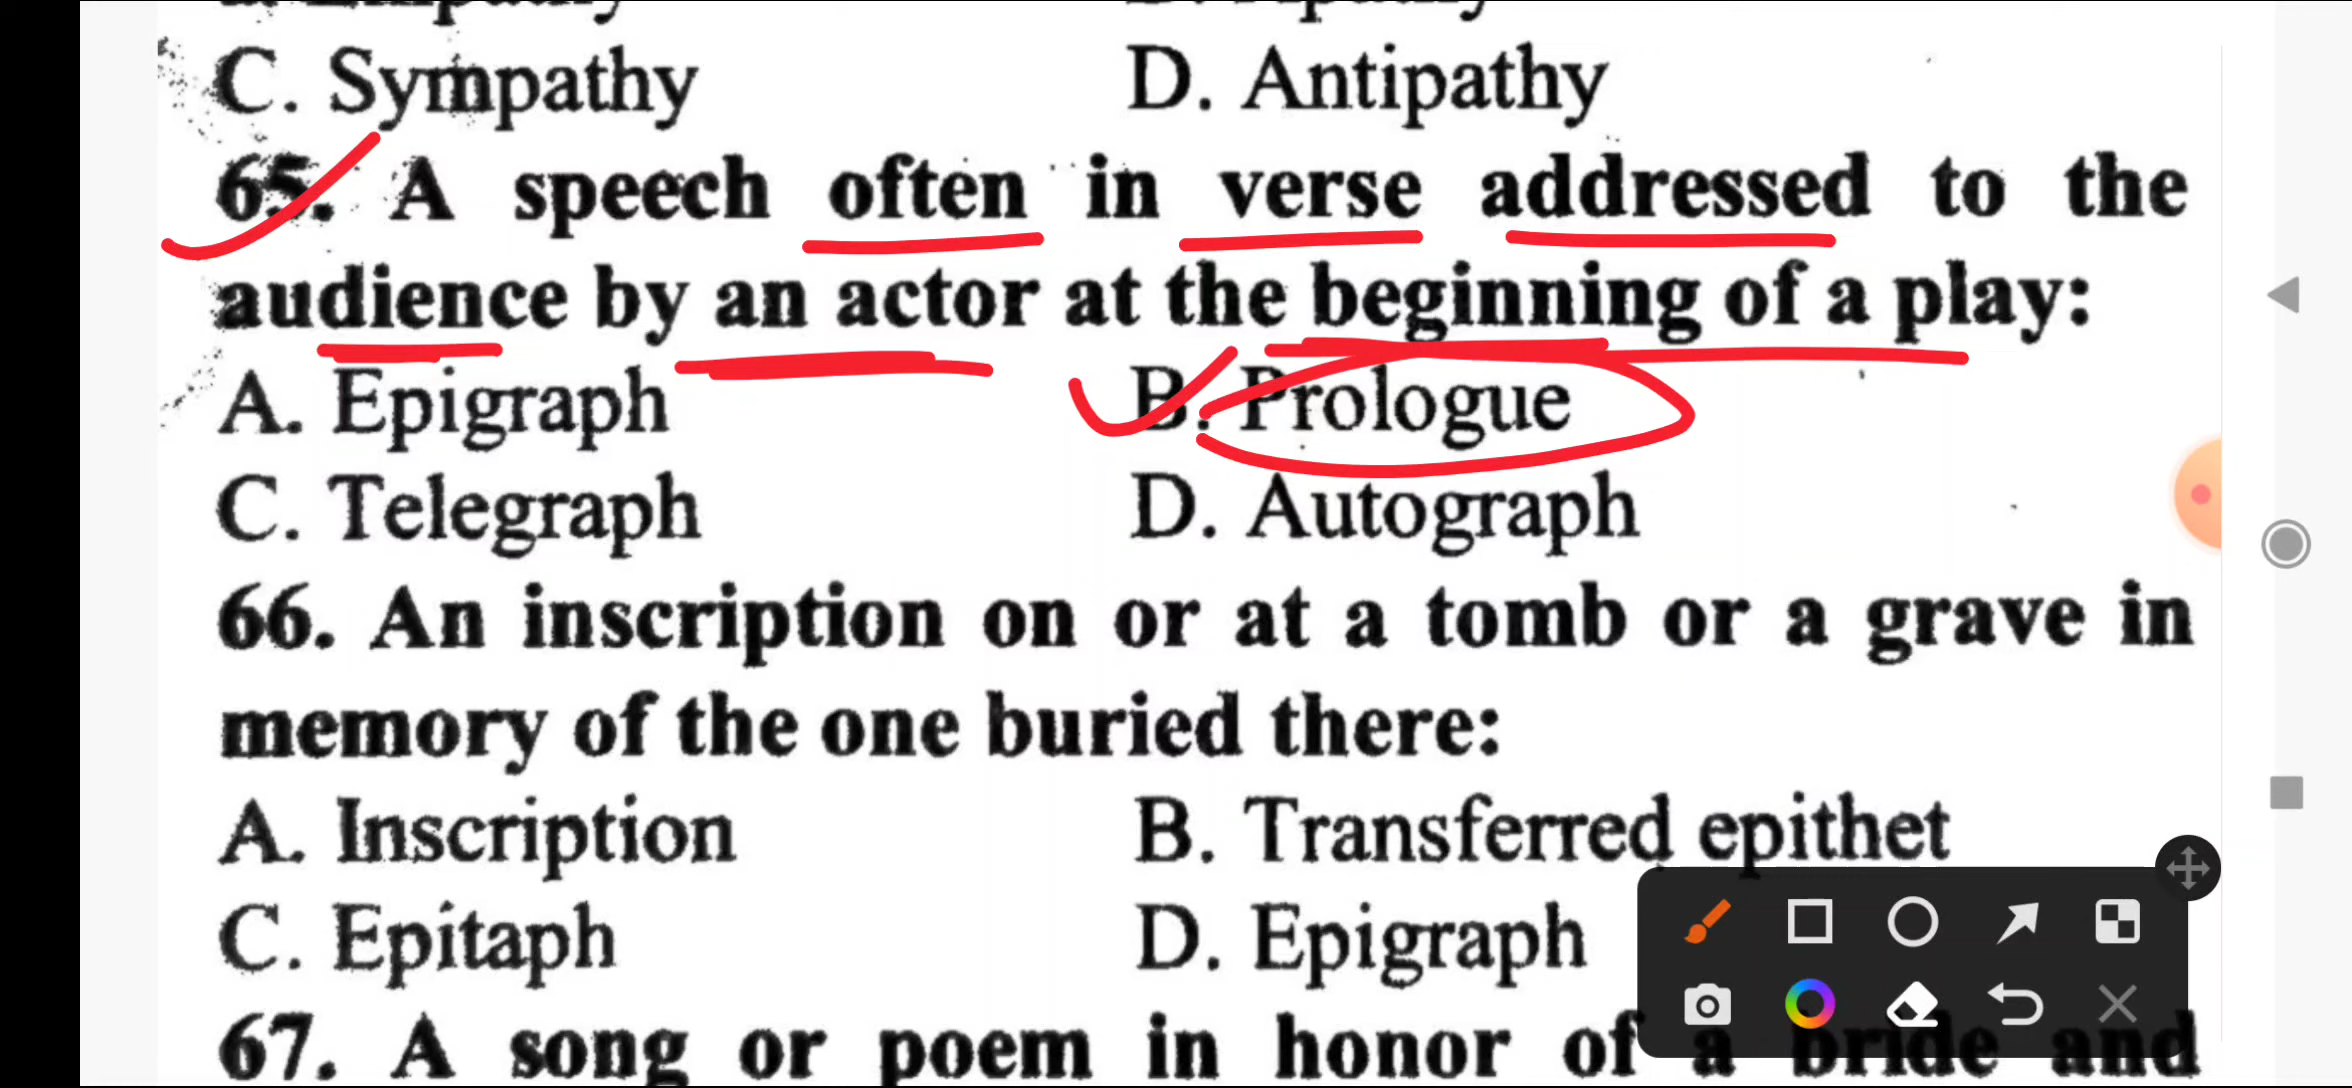 C. Sympathy D. Antipathy
65. A speech often in verse addressed to the
audience by an actor at the beginning of a play:
A. Epigraph B. Prologue
C. Telegraph D. Autograph
66. An inscription on or at a tomb or a grave in
memory of the one buried there:
A. Inscription B. Transferred epithet
C. Epitaph D. Epigraph
67. A song or poem in honor of a bride and